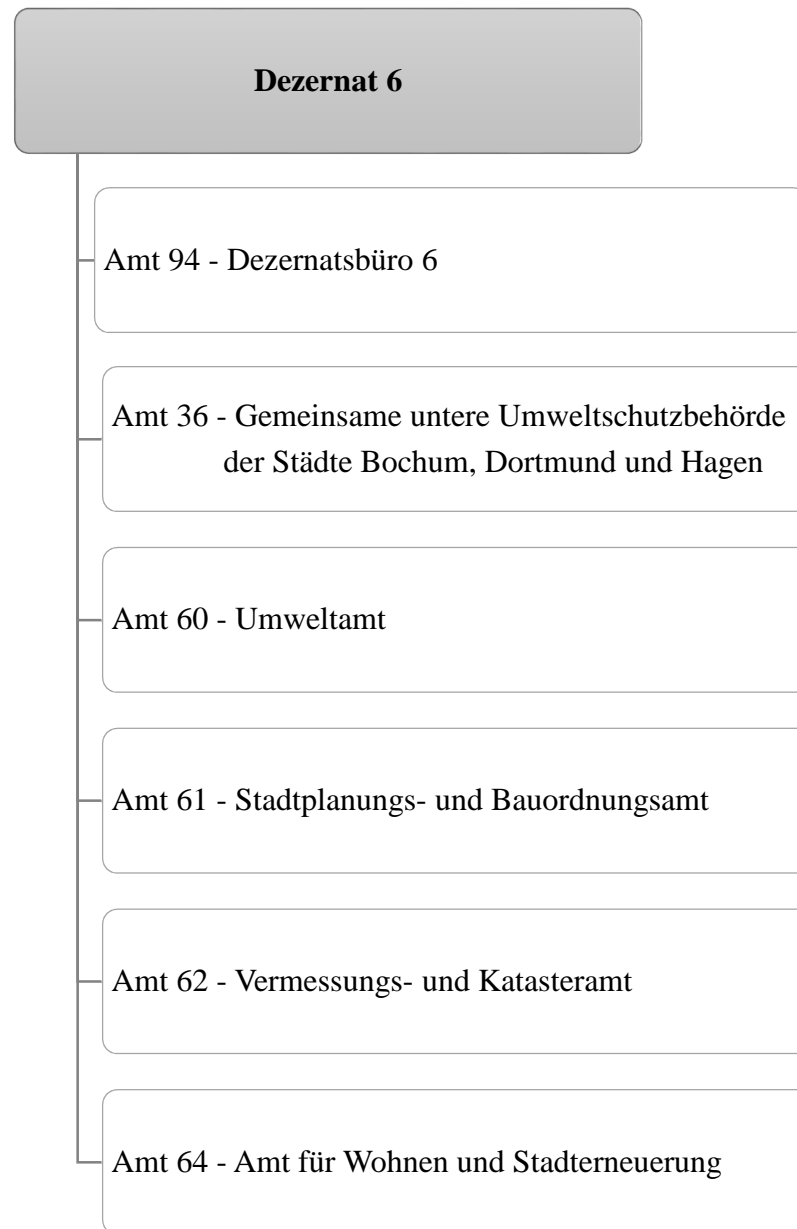 Dezernat 6
Amt 94 - Dezernatsbüro 6
Amt 36 - Gemeinsame untere Umweltschutzbehörde
der Städte Bochum, Dortmund und Hagen
Amt 60 - Umweltamt
Amt 61 - Stadtplanungs- und Bauordnungsamt
Amt 62 - Vermessungs- und Katasteramt
Amt 64 - Amt für Wohnen und Stadterneuerung